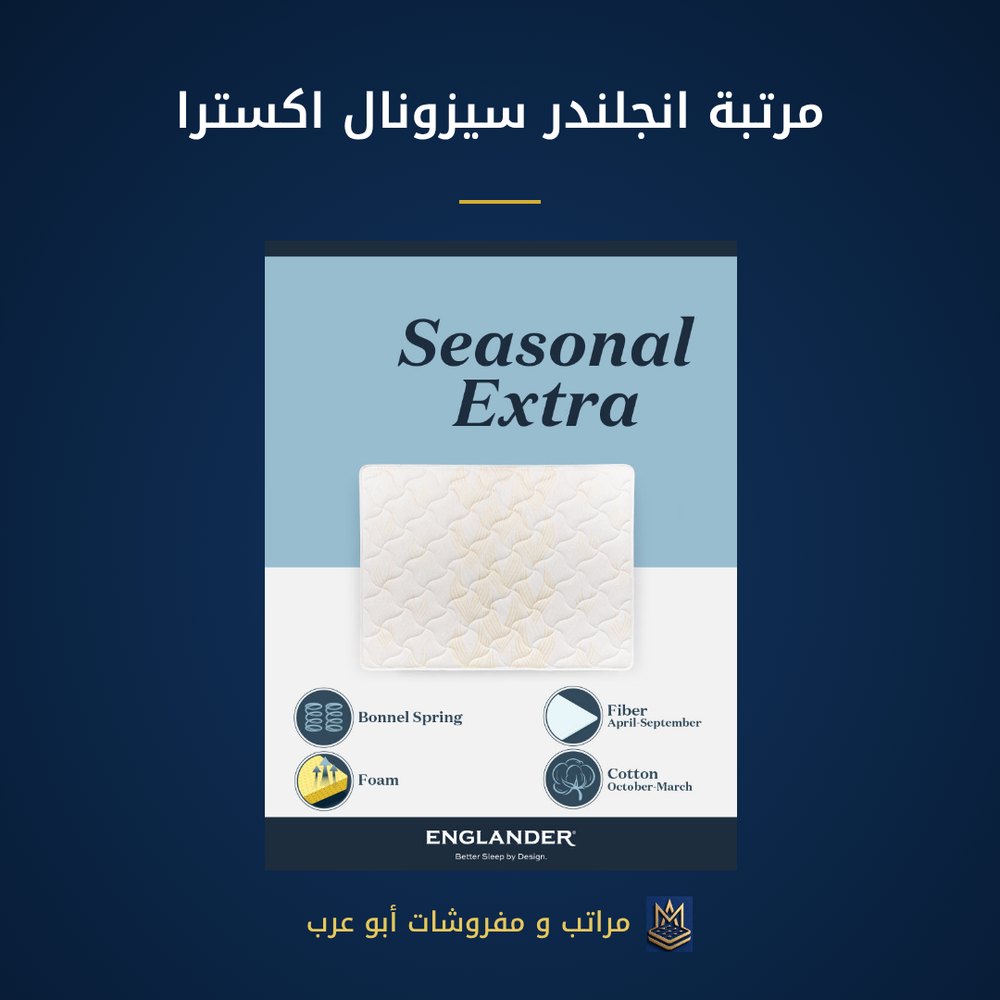 مرتبة انجلندر سيزونال اكسترا
Seasonal
Extra
Bonnel Spring
Fiber
April-September
Foam
Cotton
October-March
ENGLANDER®
Better Sleep by Design.
مراتب و مفروشات أبو عرب